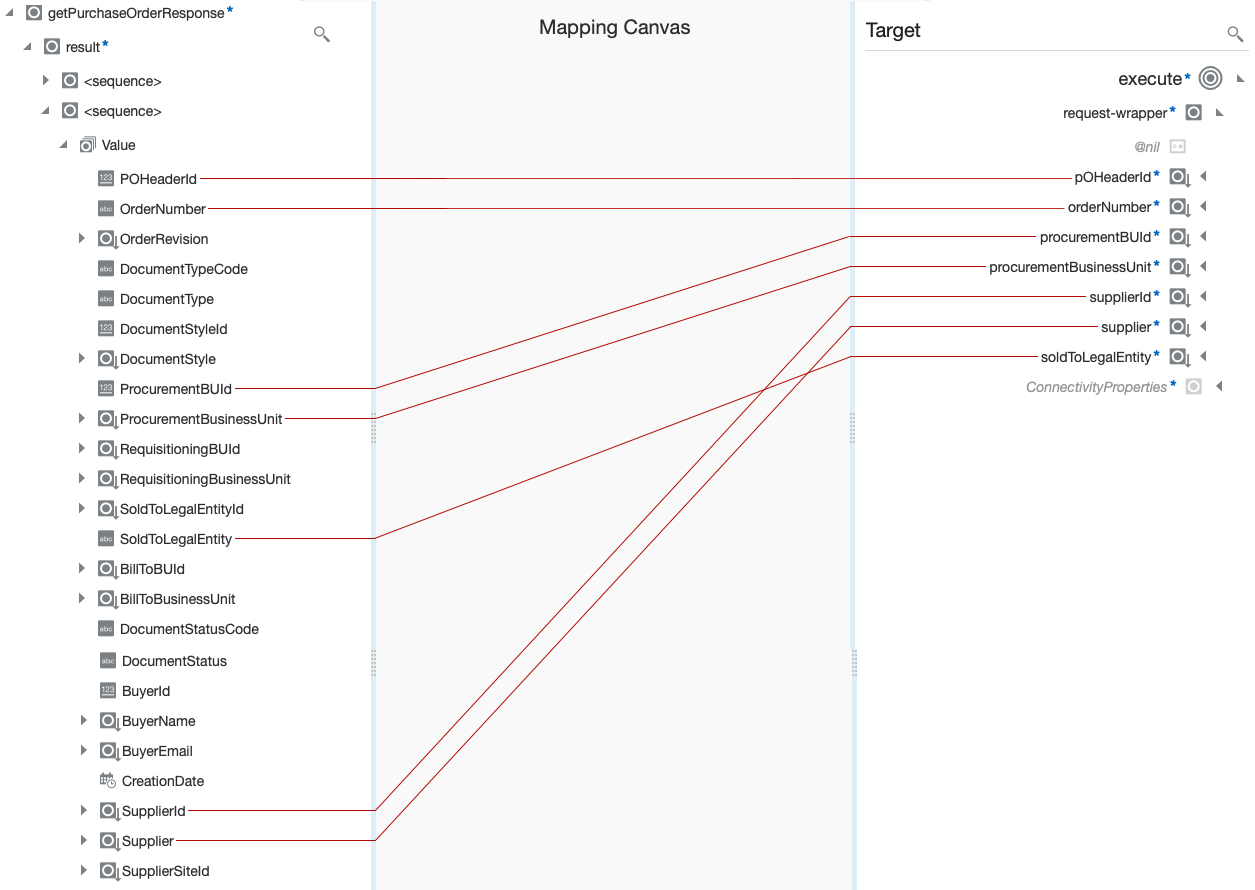 getPurchaseOrderResponse*
result*
<sequence>
<sequence>
Value
123 POHeaderId
abc OrderNumber
OrderRevision
abc DocumentTypeCode
abc DocumentType
123 DocumentStyleId
DocumentStyle
123 ProcurementBUId
ProcurementBusinessUnit
RequisitioningBUId
RequisitioningBusinessUnit
SoldToLegalEntityId
abc SoldToLegalEntity
BillToBUId
BillToBusinessUnit
abc DocumentStatusCode
abc DocumentStatus
123 BuyerId
BuyerName
BuyerEmail
CreationDate
SupplierId
Supplier
SupplierSiteId
Mapping Canvas
Target
execute*
request-wrapper*
@nil
pOHeaderId*
orderNumber*
procurementBUId*
procurementBusinessUnit*
supplierId*
supplier*
soldToLegalEntity*
ConnectivityProperties*